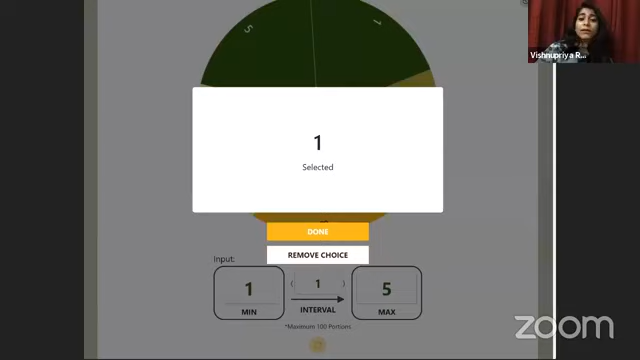 5
1
Vishnupriya R...
1
Selected
DONE
REMOVE CHOICE
Input:
1
MIN
( 1 )
INTERVAL
5
MAX
*Maximum 100 Portions
zoom